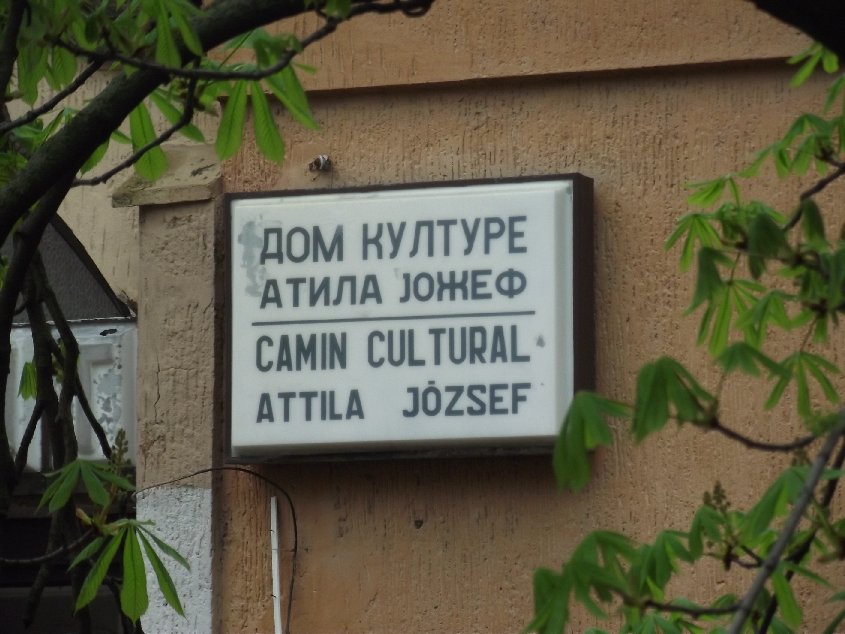 ДОМ КУЛТУРЕ
АТИЛА ЈОЖЕФ
CAMIN CULTURAL
ATTILA JÓZSEF